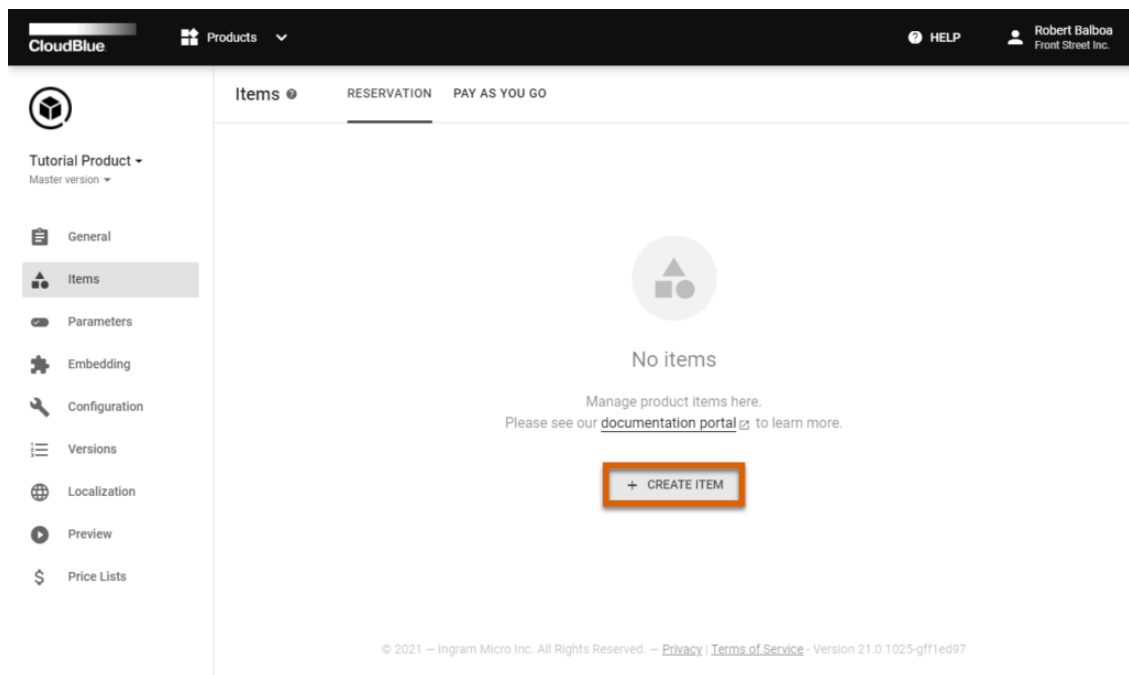 CloudBlue
Products
HELP
Robert Balboa
Front Street Inc.
Items
RESERVATION
PAY AS YOU GO
Tutorial Product
Master version
General
Items
Parameters
Embedding
Configuration
Versions
Localization
Preview
Price Lists
No items
Manage product items here.
Please see our documentation portal to learn more.
+ CREATE ITEM
© 2021 — Ingram Micro Inc. All Rights Reserved. — Privacy | Terms of Service - Version 21.0.1025-gff1ed97